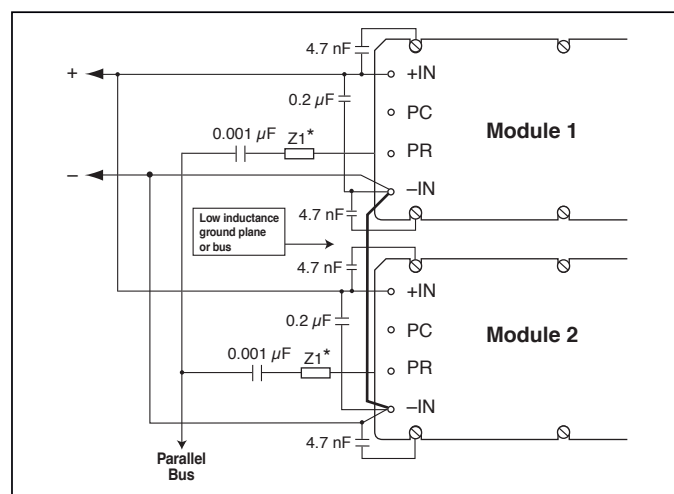 4.7 nF
+
+IN
0.2 µF
PC
Module 1
0.001 µF
Z1*
PR
–
–IN
4.7 nF
Low inductance
ground plane
or bus
4.7 nF
+IN
0.2 µF
PC
Module 2
0.001 µF
Z1*
PR
–IN
4.7 nF
Parallel
Bus